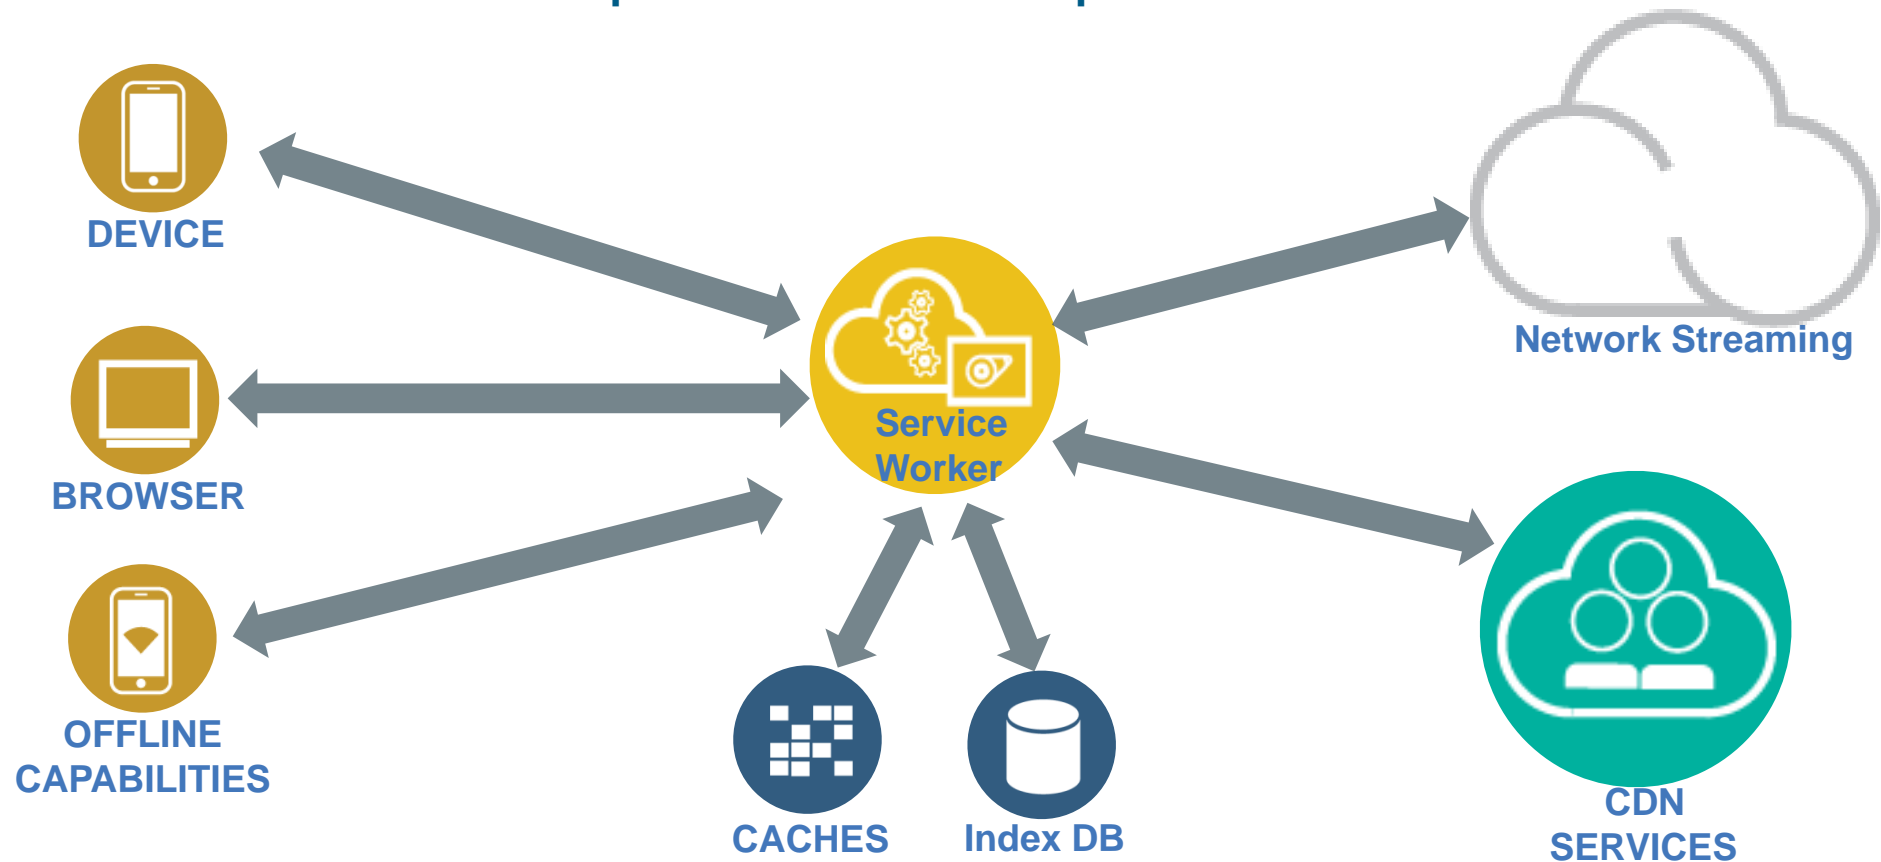 DEVICE
BROWSER
OFFLINE
CAPABILITIES
Service
Worker
CACHES
Index DB
Network Streaming
CDN
SERVICES